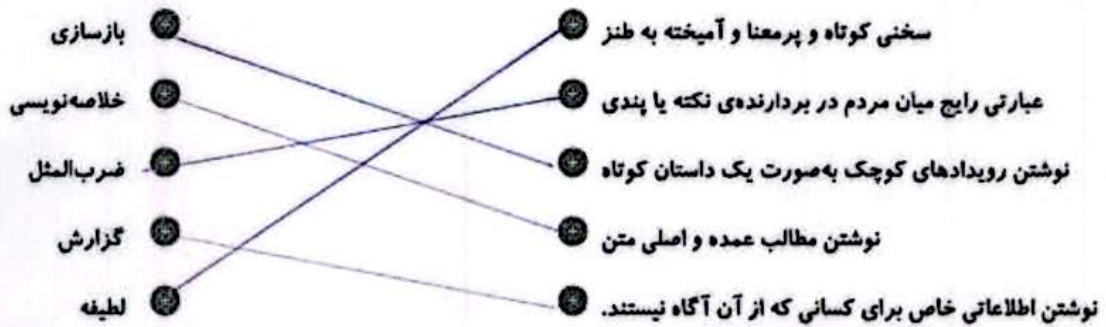 سخنی کوتاه و پرمعنا و آمیخته به طنز
بازسازی
عبارتی رایج میان مردم در بردارنده‌ی نکته یا پندی
خلاصه‌نویسی
نوشتن رویدادهای کوچک به‌صورت یک داستان کوتاه
ضرب‌المثل
نوشتن مطالب عمده و اصلی متن
گزارش
نوشتن اطلاعاتی خاص برای کسانی که از آن آگاه نیستند.
لطیفه